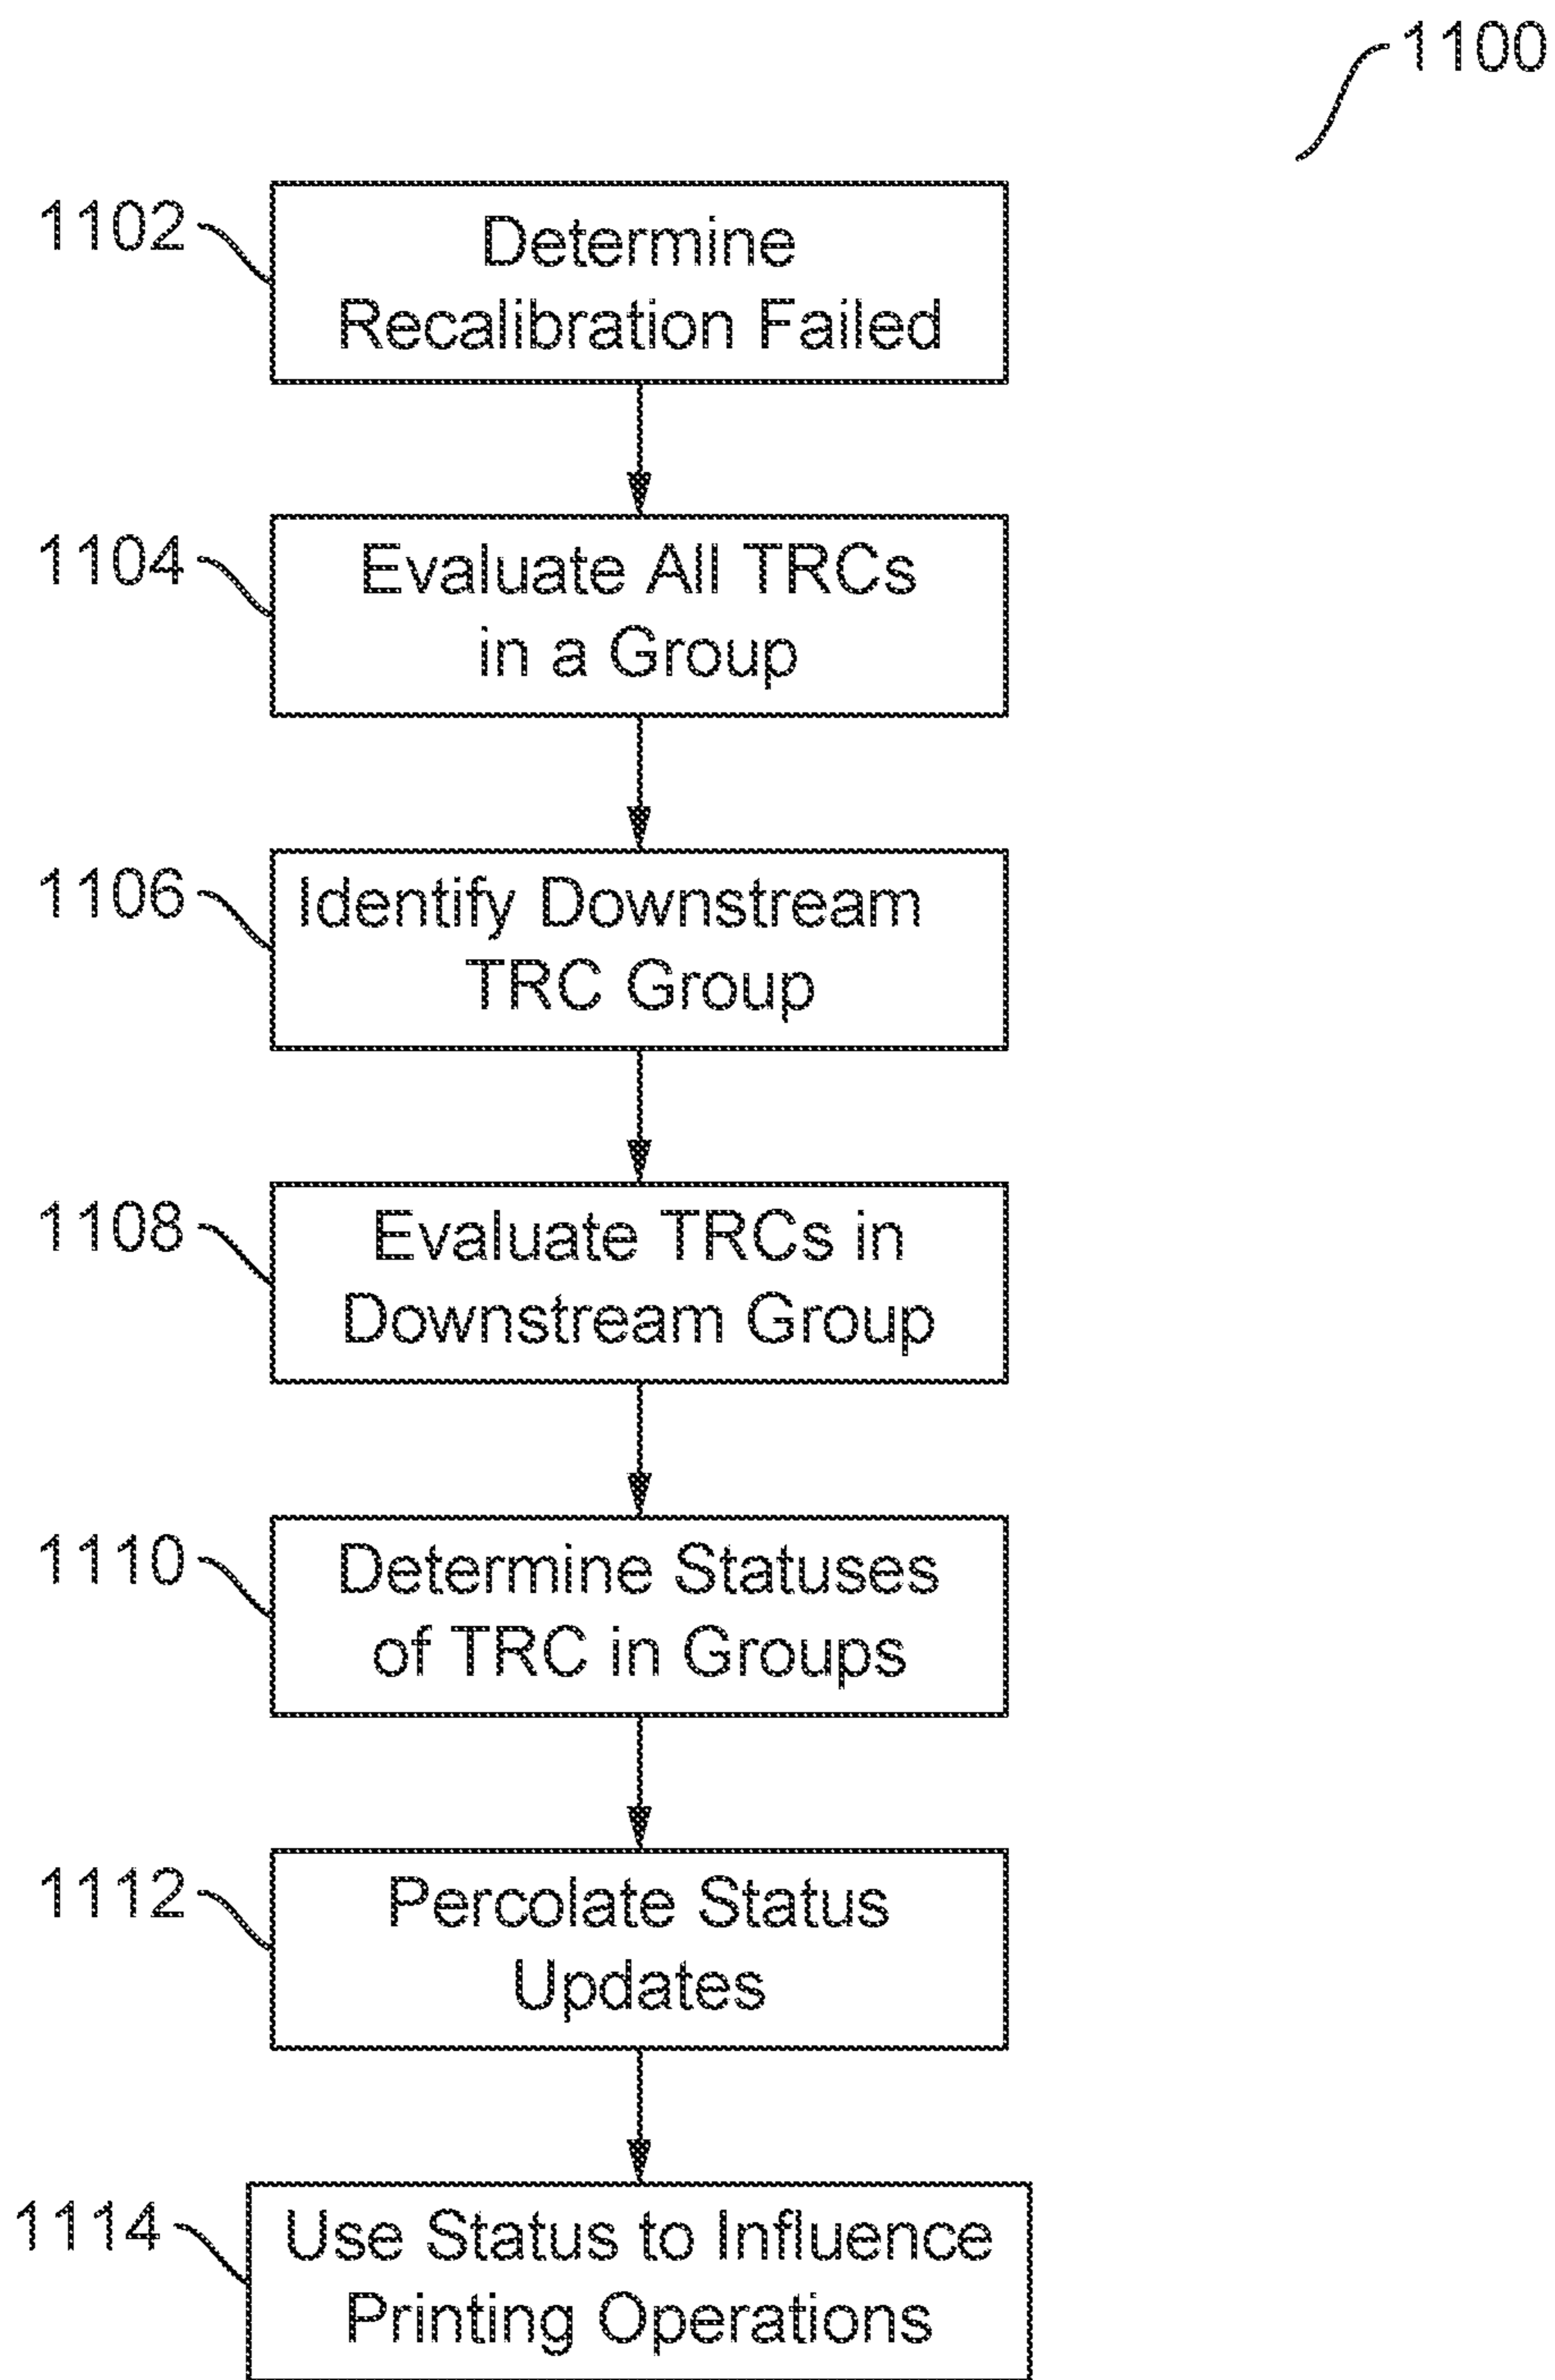 1100
1102
Determine
Recalibration Failed
1104
Evaluate All TRCs
in a Group
1106
Identify Downstream
TRC Group
1108
Evaluate TRCs in
Downstream Group
1110
Determine Statuses
of TRC in Groups
1112
Percolate Status
Updates
1114
Use Status to Influence
Printing Operations